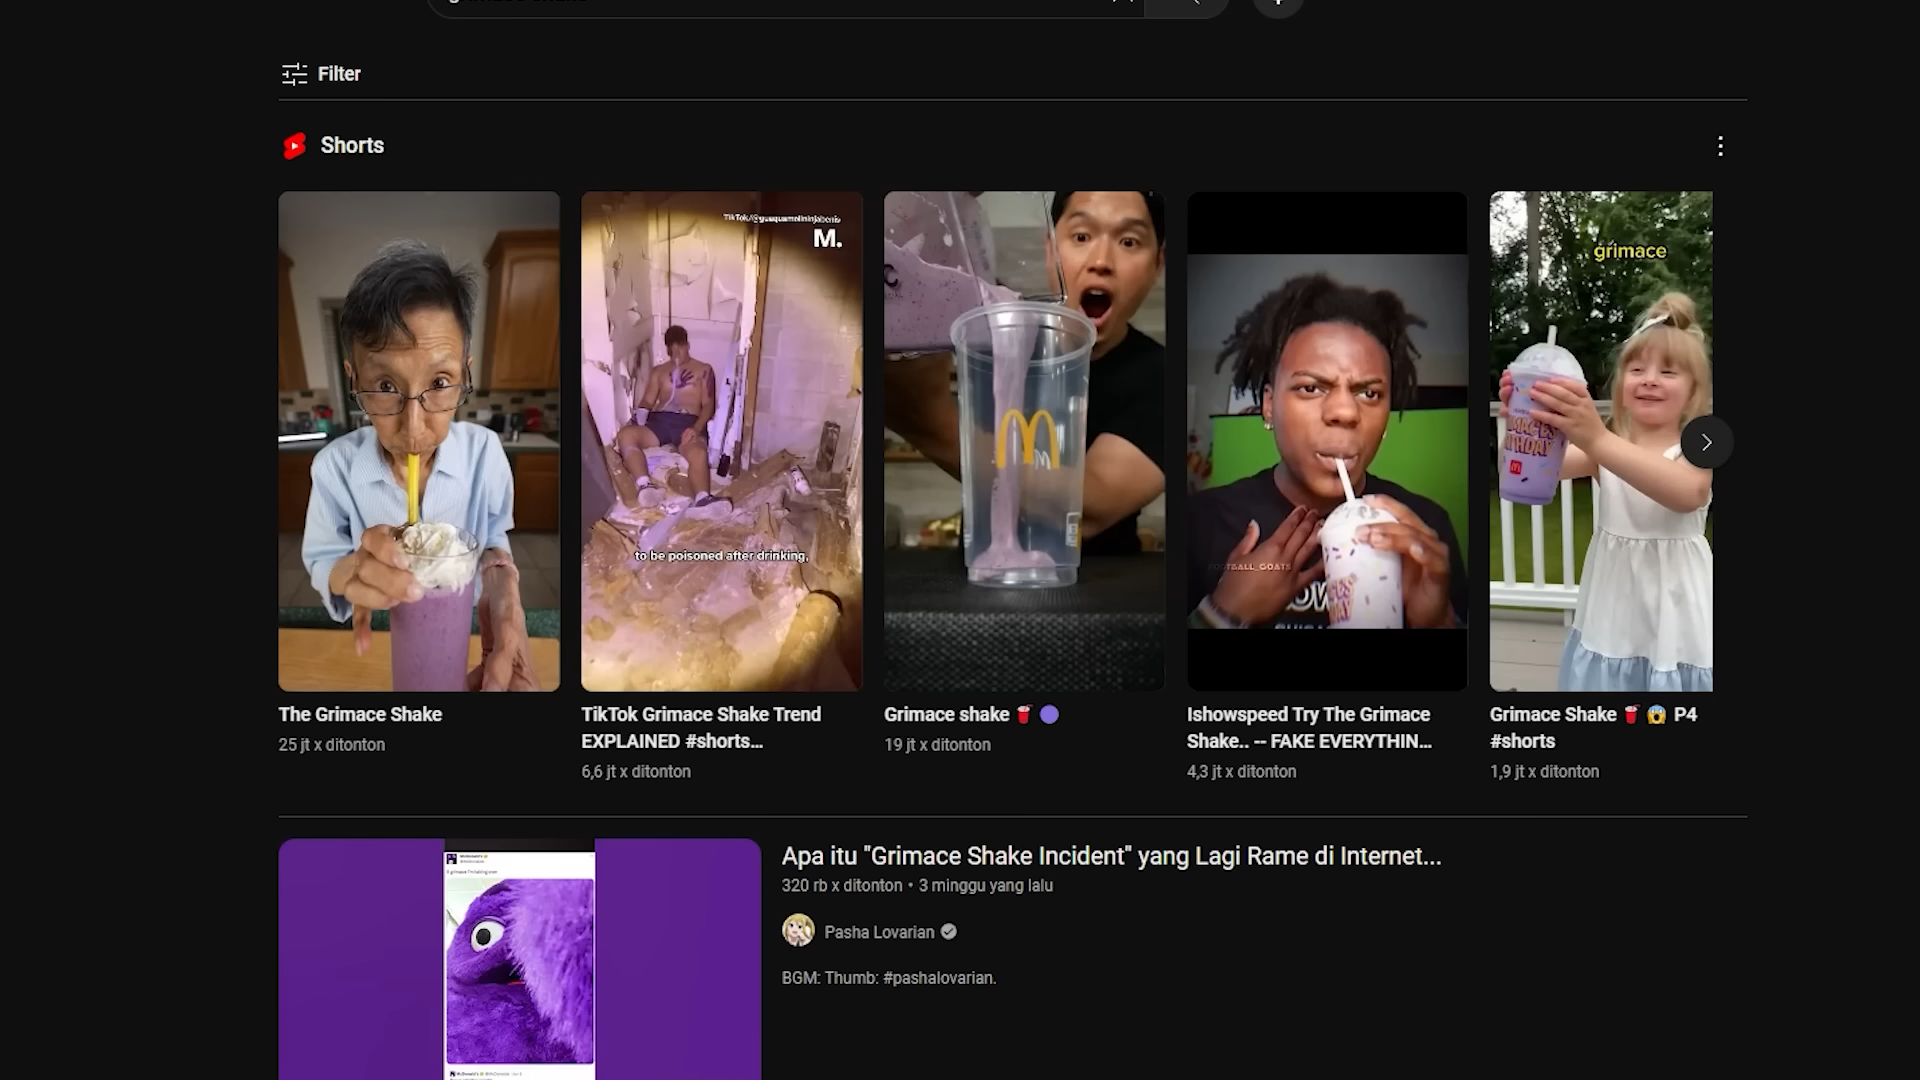 Filter
Shorts
TikTok/@guaquamolininjabenis
M.
to be poisoned after drinking,
FOOTBALL_GOATS
grimace
The Grimace Shake
25 jt x ditonton
TikTok Grimace Shake Trend
EXPLAINED #shorts...
6,6 jt x ditonton
Grimace shake 🥤 🟣
19 jt x ditonton
Ishowspeed Try The Grimace
Shake.. -- FAKE EVERYTHIN...
4,3 jt x ditonton
Grimace Shake 🥤 😱 P4
#shorts
1,9 jt x ditonton
Apa itu "Grimace Shake Incident" yang Lagi Rame di Internet...
320 rb x ditonton • 3 minggu yang lalu
Pasha Lovarian
BGM: Thumb: #pashalovarian.